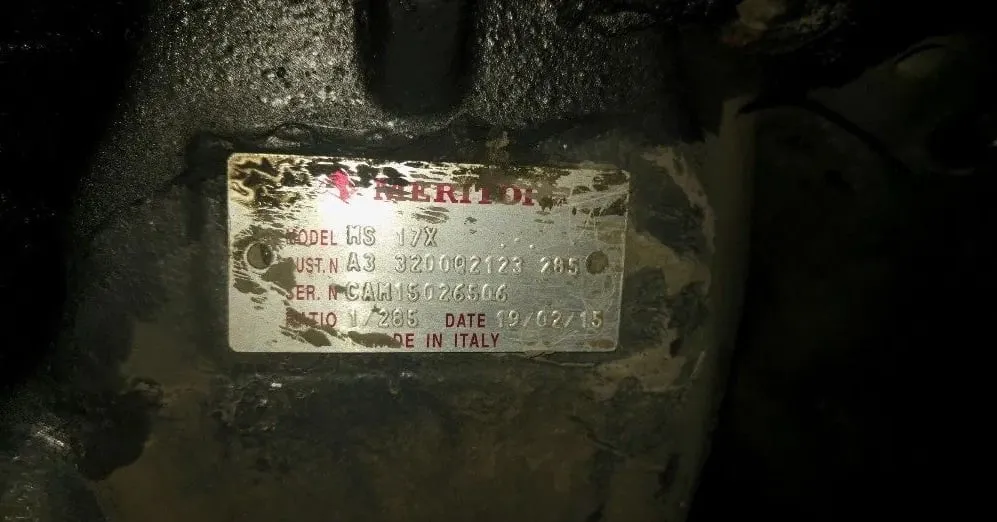 MERITOR
MODEL MS 17X
CUST.N A3 3200Q2123 285
SER. N CAM15026506
RATIO 1/285 DATE 19/02/15
MADE IN ITALY